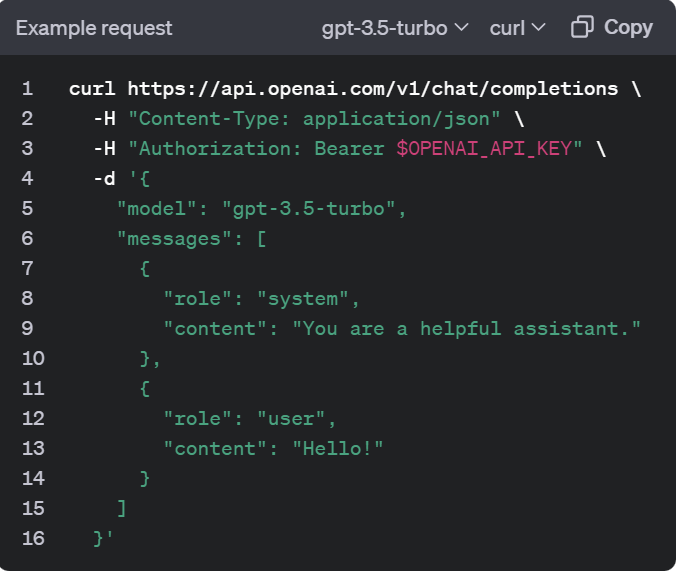 Example request gpt-3.5-turbo curl Copy
1 curl https://api.openai.com/v1/chat/completions \
2   -H "Content-Type: application/json" \
3   -H "Authorization: Bearer $OPENAI_API_KEY" \
4   -d '{
5     "model": "gpt-3.5-turbo",
6     "messages": [
7       {
8         "role": "system",
9         "content": "You are a helpful assistant."
10       },
11       {
12         "role": "user",
13         "content": "Hello!"
14       }
15     ]
16   }'